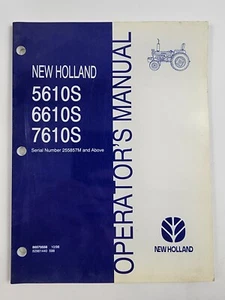 NEW HOLLAND
5610S
6610S
7610S
Serial Number 255857M and Above
OPERATOR'S MANUAL
NEW HOLLAND